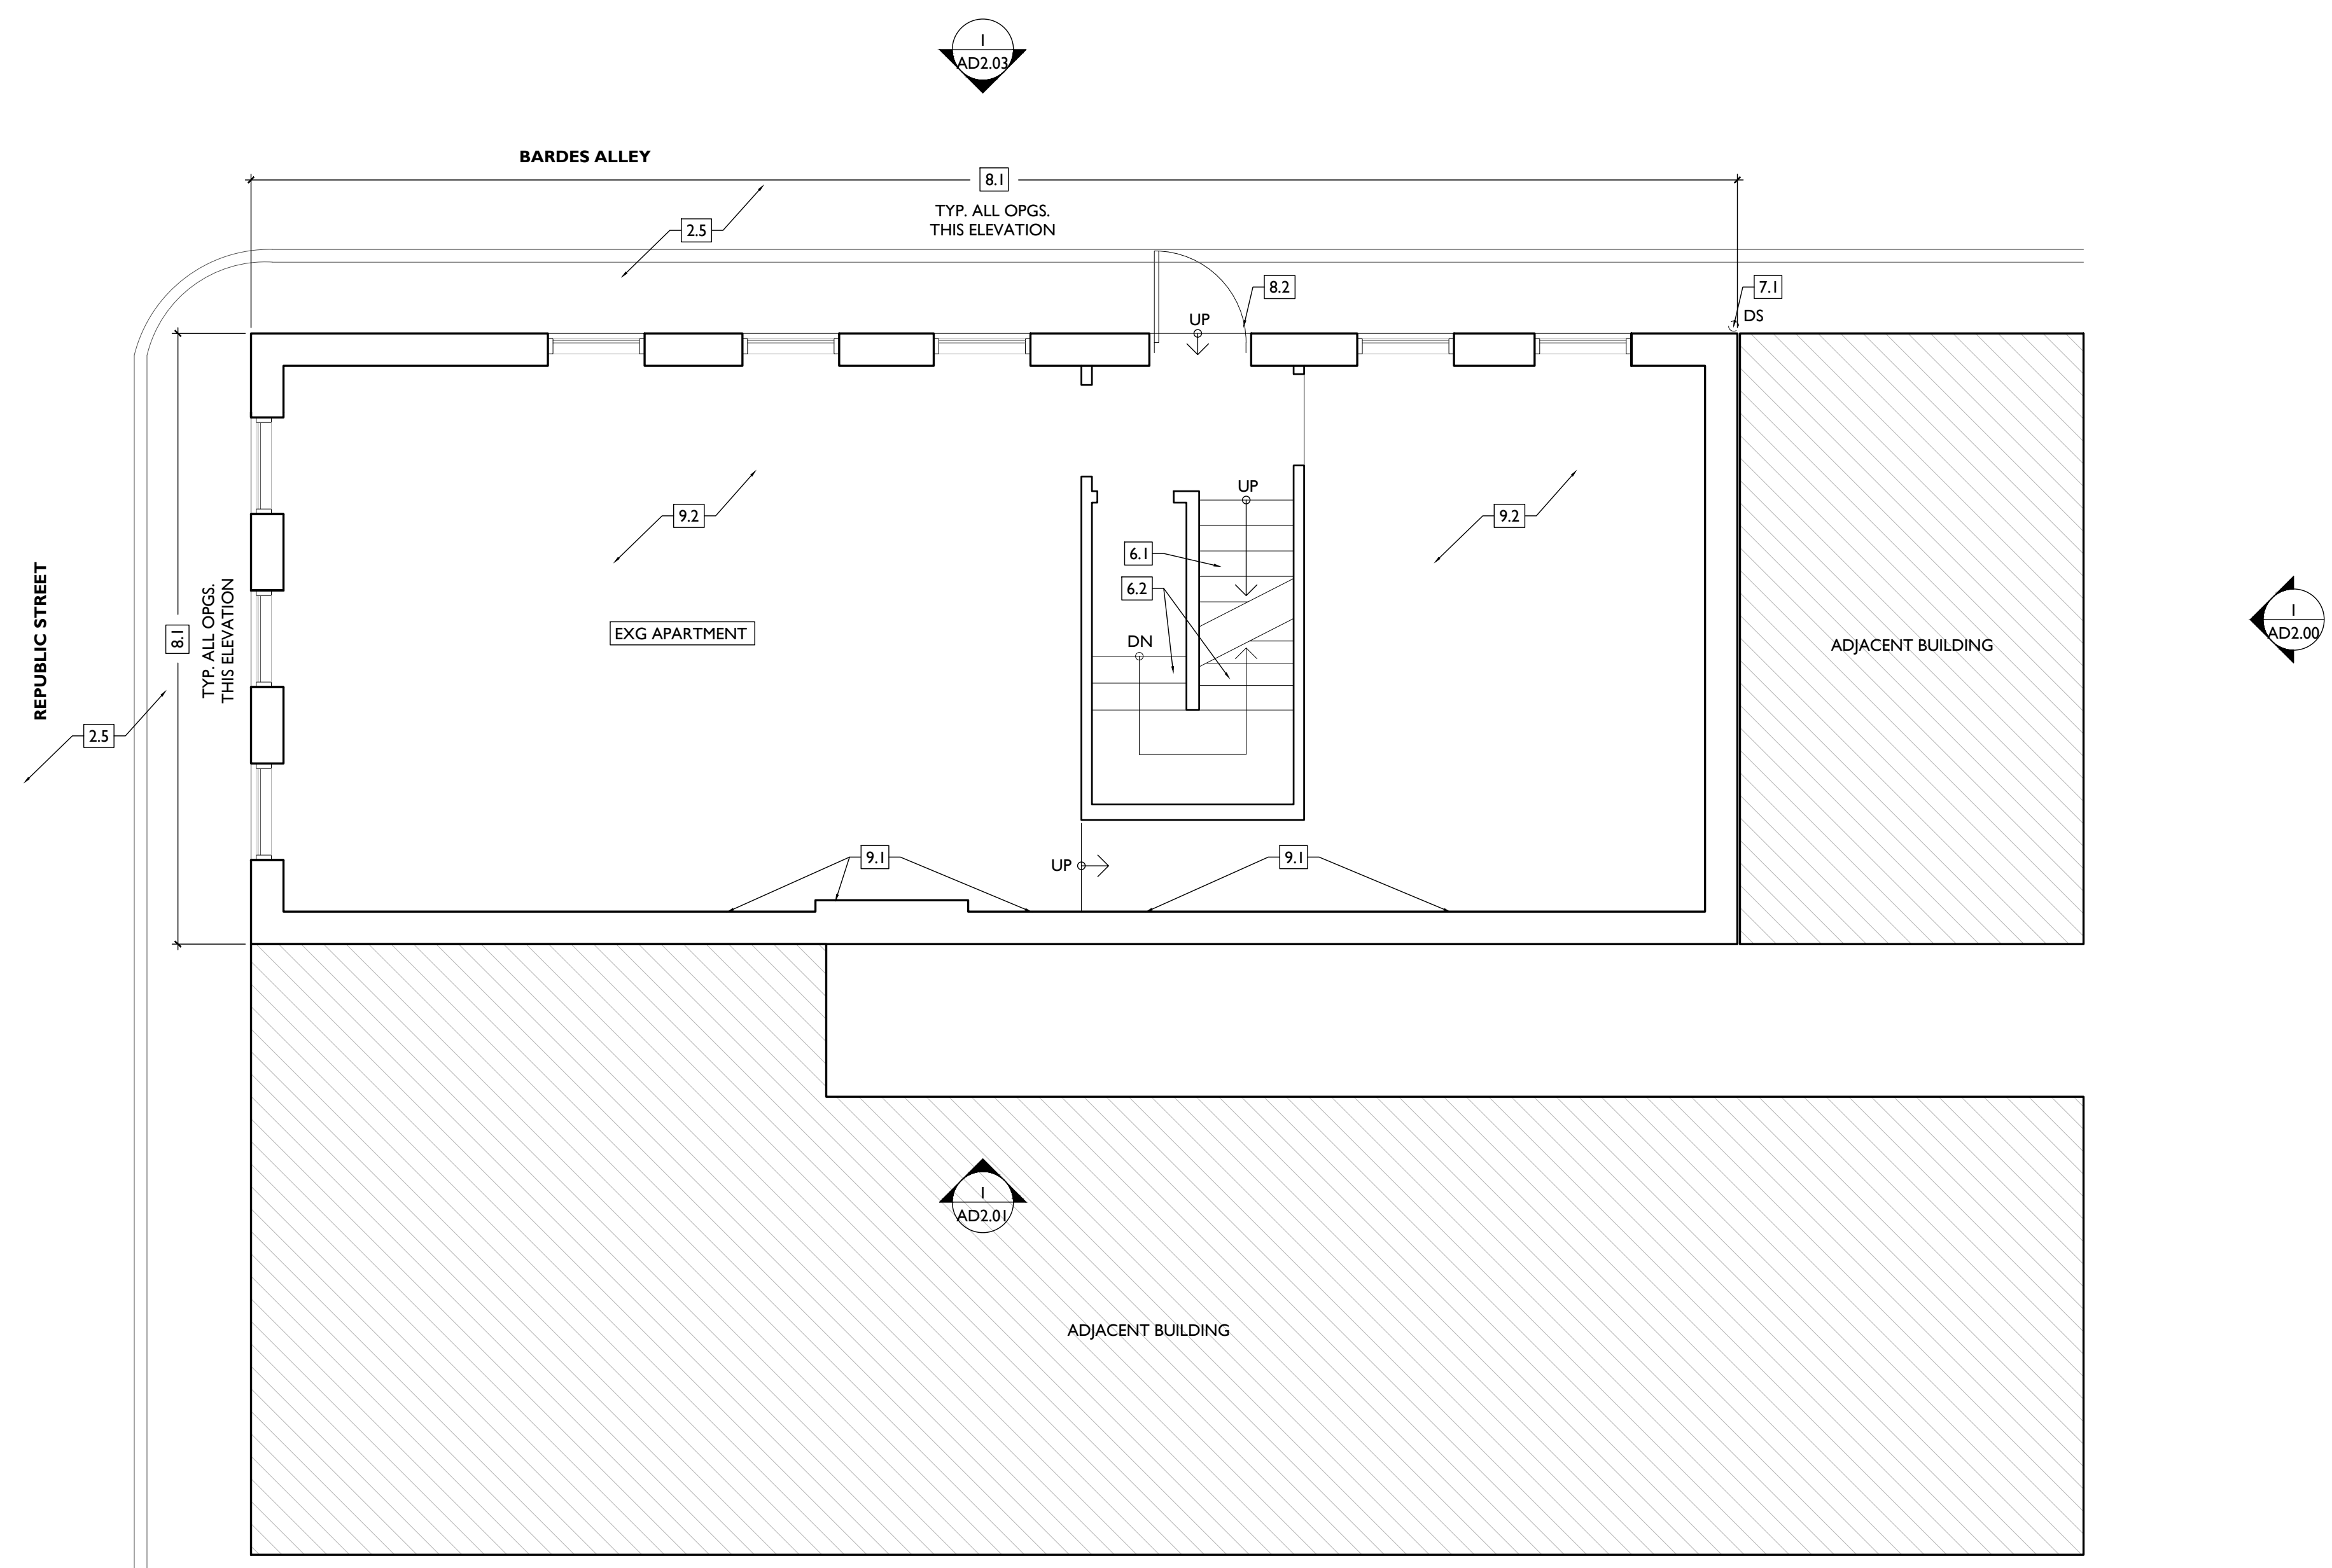 1
AD2.03
BARDES ALLEY
8.1
TYP. ALL OPGS.
THIS ELEVATION
2.5
8.2
7.1
DS
UP
9.2
UP
9.2
6.1
6.2
EXG APARTMENT
DN
REPUBLIC STREET
8.1
TYP. ALL OPGS.
THIS ELEVATION
2.5
ADJACENT BUILDING
1
AD2.00
9.1
9.1
UP
1
AD2.01
ADJACENT BUILDING